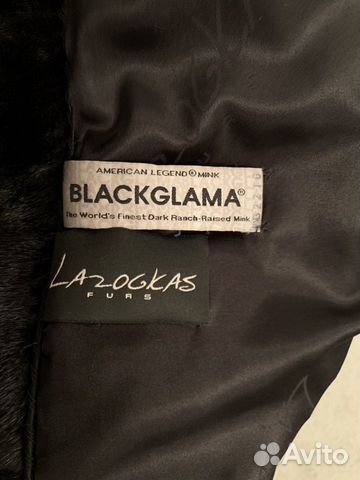 AMERICAN LEGEND® MINK
BLACKGLAMA®
The World's Finest Dark Ranch-Raised Mink
LAZOGKAS
FURS
Avito